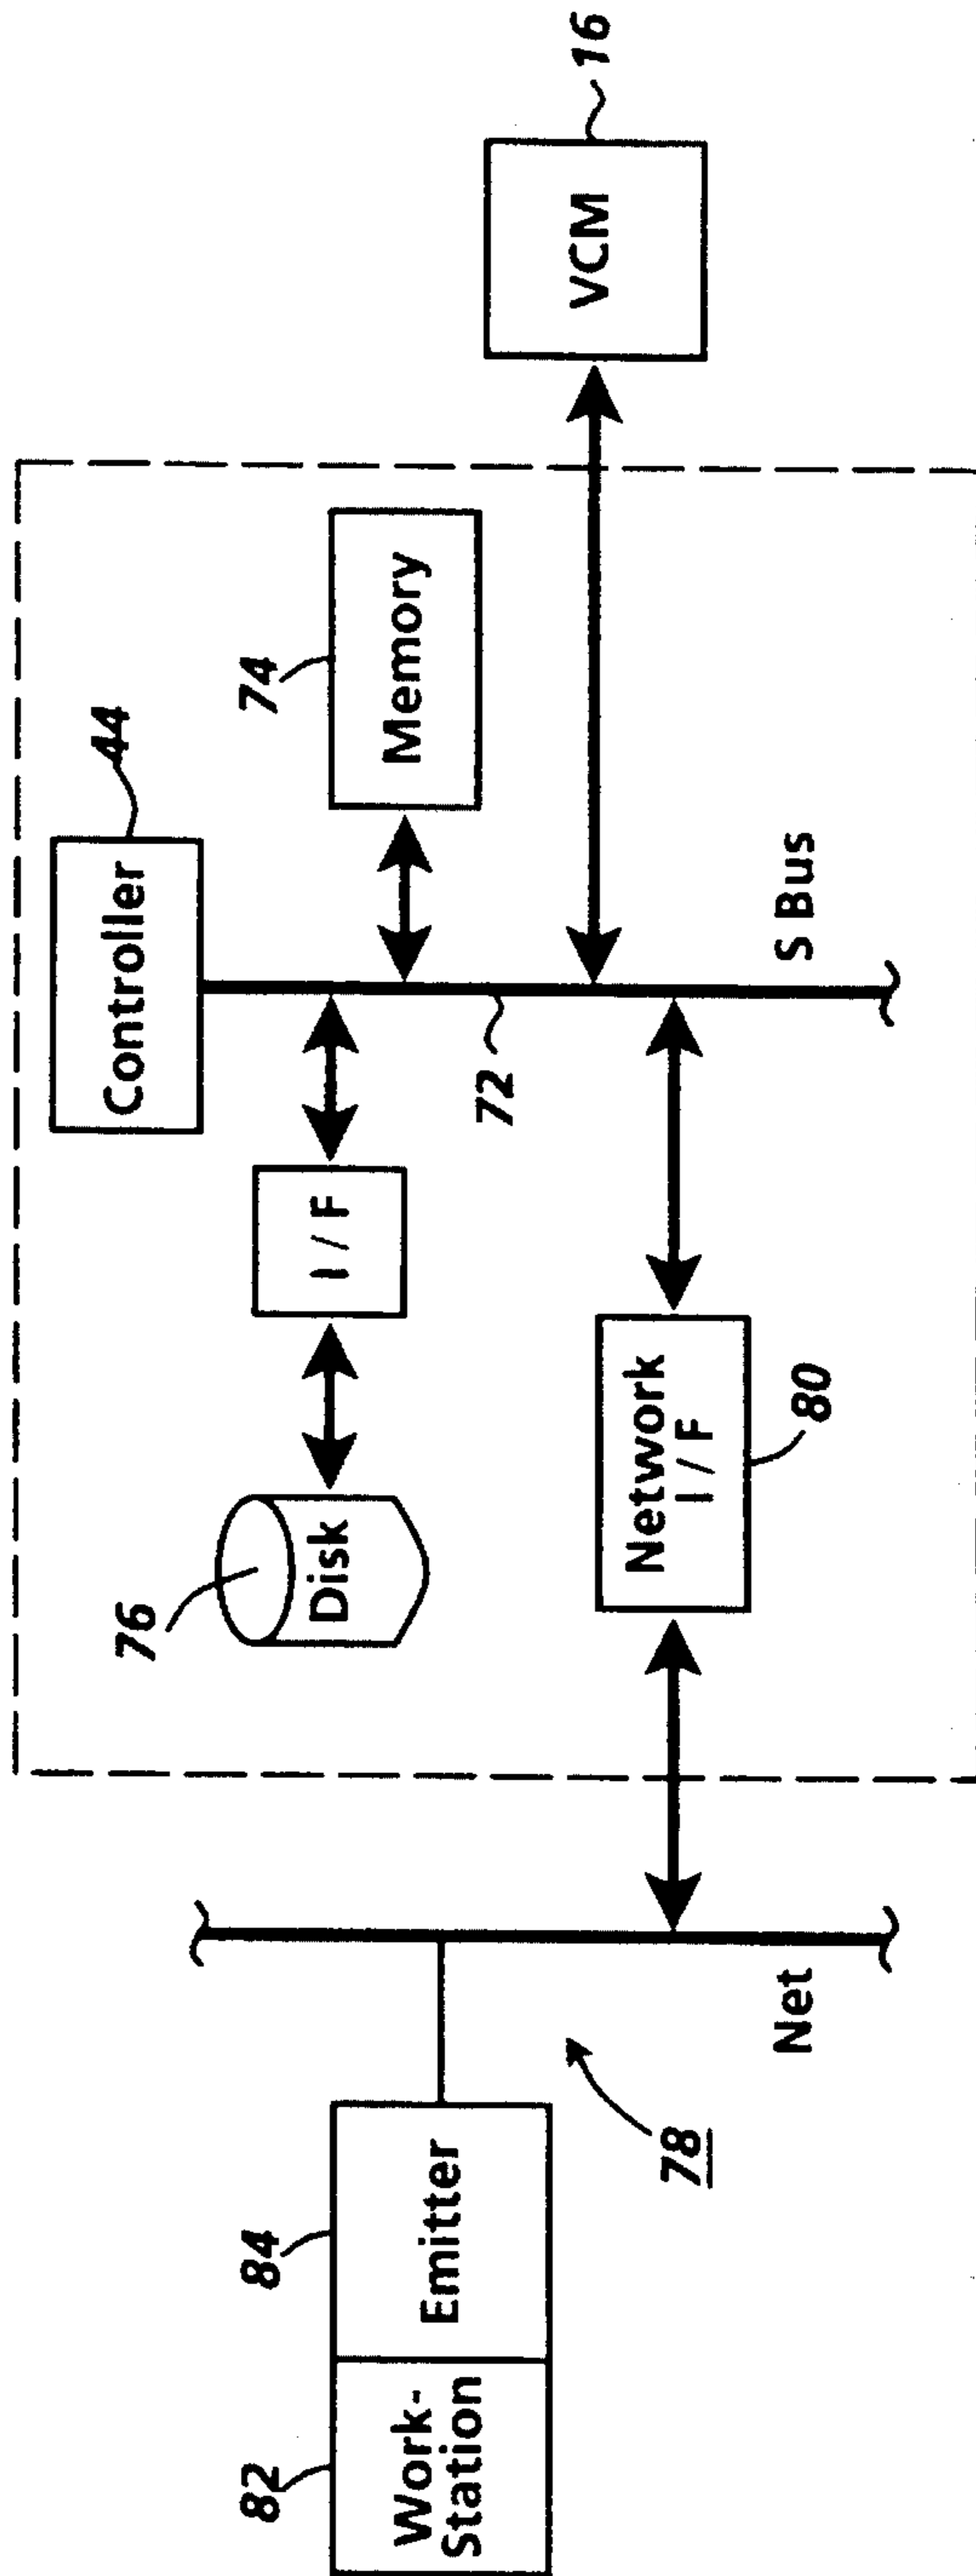 82
Work-
Station
84
Emitter
78
Net
76
Disk
I / F
Network
I / F
80
Controller
44
72
S Bus
74
Memory
VCM
16